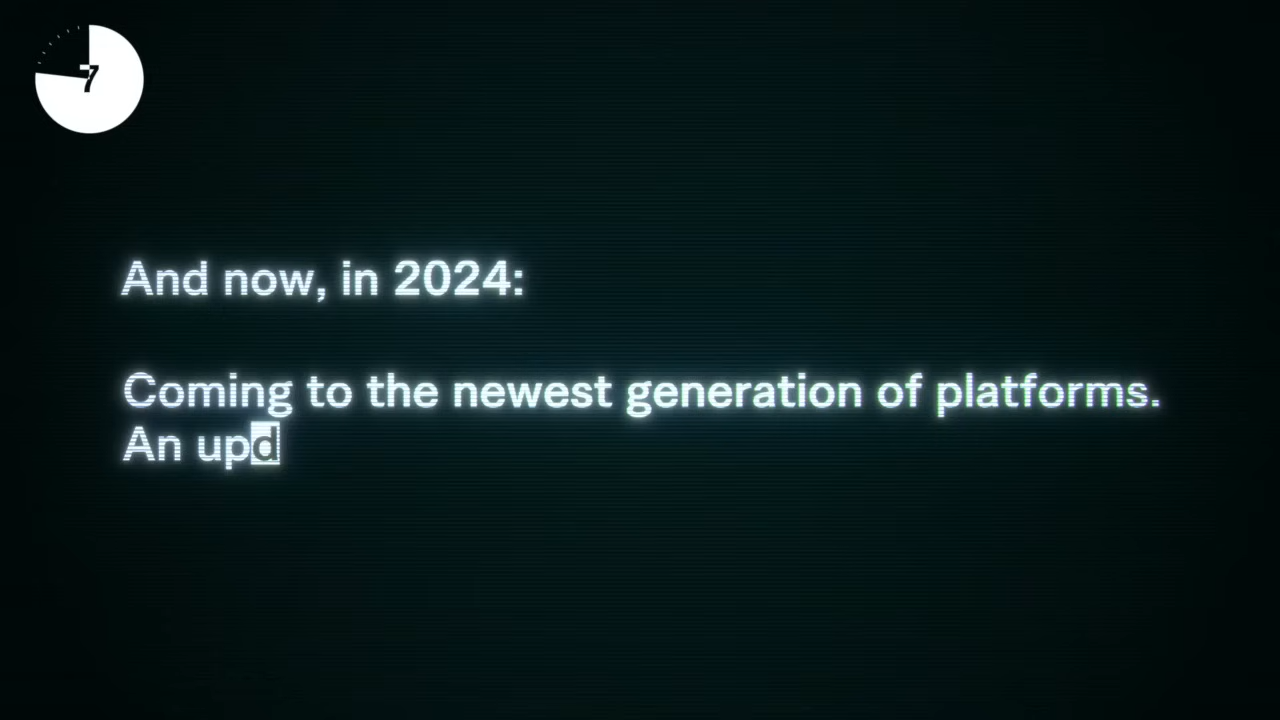 7
And now, in 2024:
Coming to the newest generation of platforms.
An upd